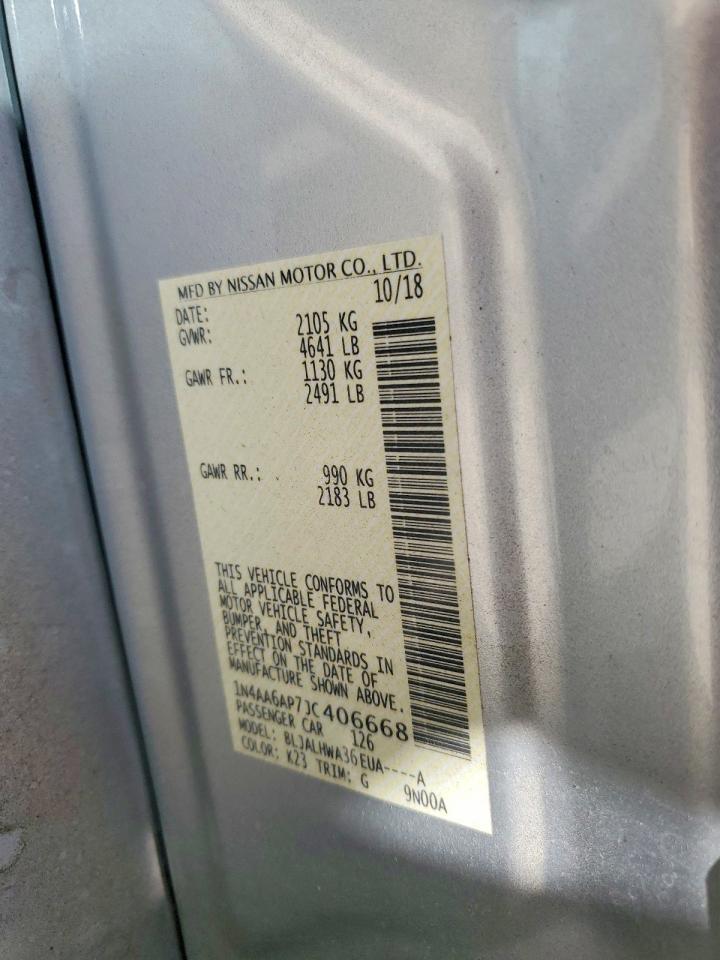 MFD BY NISSAN MOTOR CO., LTD.
DATE: 10/18
GVWR: 2105 KG
4641 LB
GAWR FR.: 1130 KG
2491 LB
GAWR RR.: 990 KG
2183 LB
THIS VEHICLE CONFORMS TO
ALL APPLICABLE FEDERAL
MOTOR VEHICLE SAFETY,
BUMPER, AND THEFT
PREVENTION STANDARDS IN
EFFECT ON THE DATE OF
MANUFACTURE SHOWN ABOVE.
1N4AA6AP7JC406668
PASSENGER CAR 126
MODEL: BLJALHWA36EUA----A
COLOR: K23 TRIM: G 9N00A